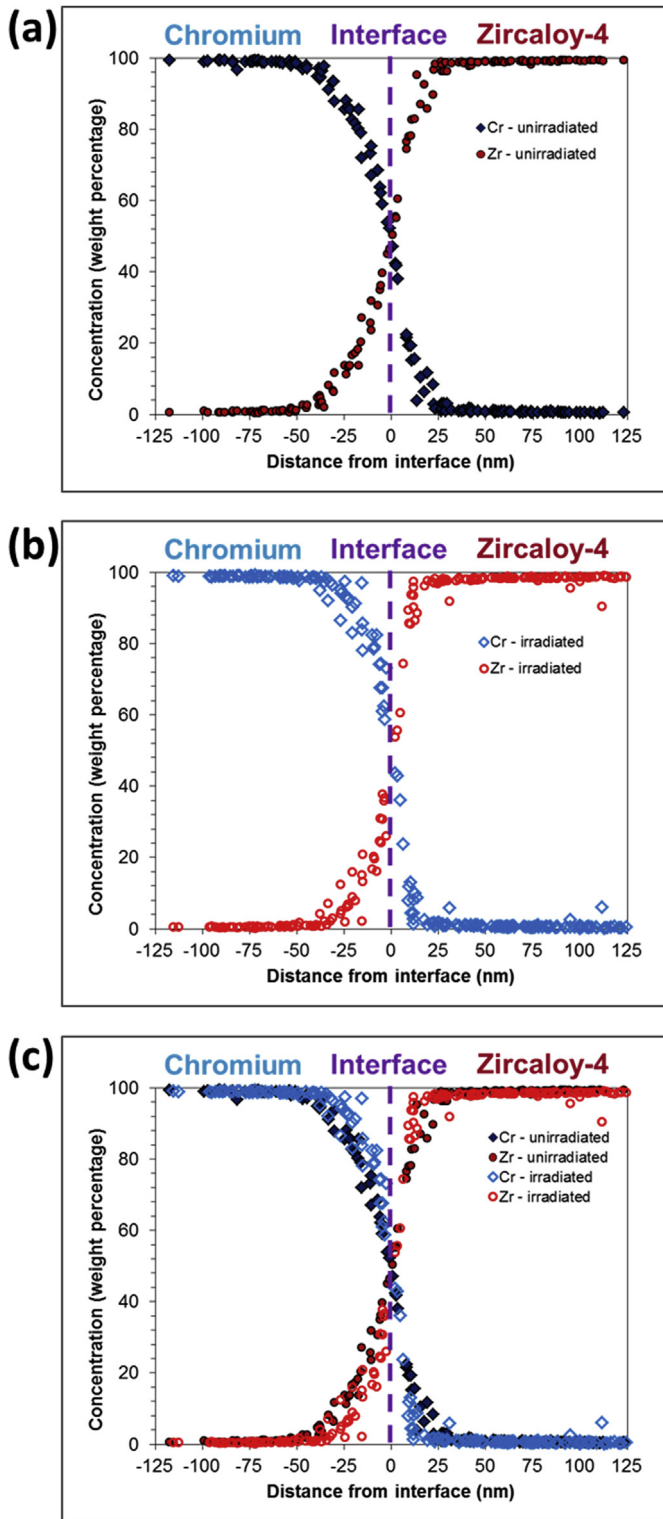 (a)
Chromium Interface Zircaloy-4
100
80
60
40
20
0
Concentration (weight percentage)
Cr - unirradiated
Zr - unirradiated
-125 -100 -75 -50 -25 0 25 50 75 100 125
Distance from interface (nm)
(b)
Chromium Interface Zircaloy-4
100
80
60
40
20
0
Concentration (weight percentage)
Cr - irradiated
Zr - irradiated
-125 -100 -75 -50 -25 0 25 50 75 100 125
Distance from interface (nm)
(c)
Chromium Interface Zircaloy-4
100
80
60
40
20
0
Concentration (weight percentage)
Cr - unirradiated
Zr - unirradiated
Cr - irradiated
Zr - irradiated
-125 -100 -75 -50 -25 0 25 50 75 100 125
Distance from interface (nm)